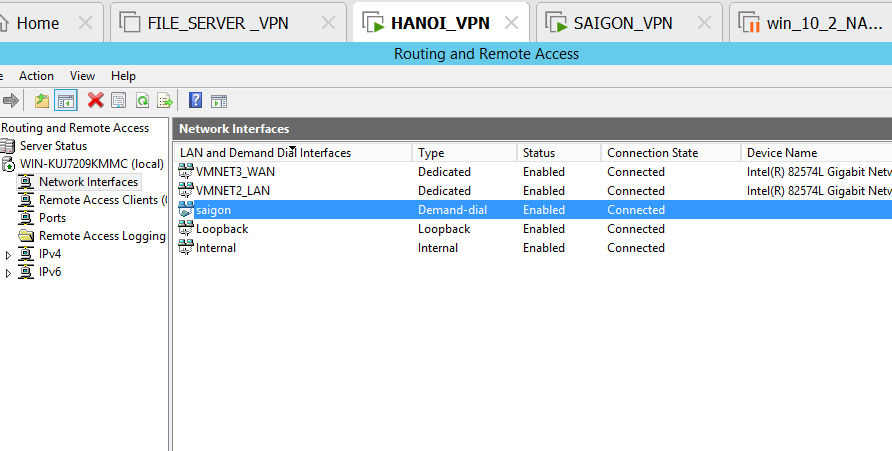 Home
FILE_SERVER _VPN
HANOI_VPN
SAIGON_VPN
win_10_2_NA...
Routing and Remote Access
e Action View Help
Routing and Remote Access
Server Status
WIN-KUJ7209KMMC (local)
Network Interfaces
Remote Access Clients (
Ports
Remote Access Logging
IPv4
IPv6
Network Interfaces
LAN and Demand Dial Interfaces Type Status Connection State Device Name
VMNET3_WAN Dedicated Enabled Connected Intel(R) 82574L Gigabit Netw
VMNET2_LAN Dedicated Enabled Connected Intel(R) 82574L Gigabit Netw
saigon Demand-dial Enabled Connected
Loopback Loopback Enabled Connected
Internal Internal Enabled Connected